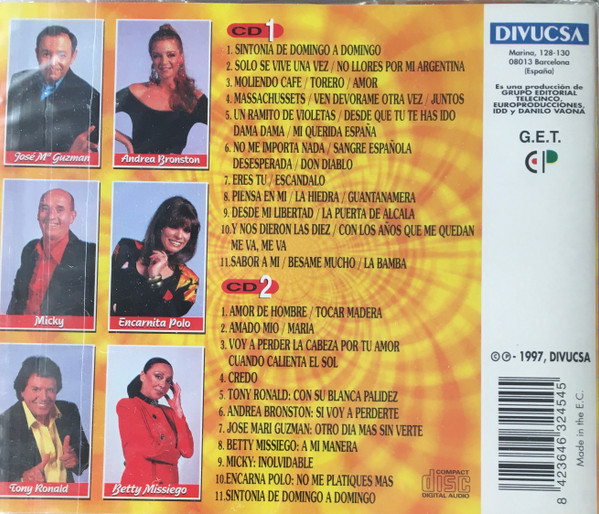 José Mª Guzman
Andrea Bronston
Micky
Encarnita Polo
Tony Ronald
Betty Missiego
CD 1
1. SINTONIA DE DOMINGO A DOMINGO
2. SOLO SE VIVE UNA VEZ / NO LLORES POR MI ARGENTINA
3. MOLIENDO CAFE / TORERO / AMOR
4. MASSACHUSSETS / VEN DEVORAME OTRA VEZ / JUNTOS
5. UN RAMITO DE VIOLETAS / DESDE QUE TU TE HAS IDO
DAMA DAMA / MI QUERIDA ESPAÑA
6. NO ME IMPORTA NADA / SANGRE ESPAÑOLA
DESESPERADA / DON DIABLO
7. ERES TU / ESCANDALO
8. PIENSA EN MI / LA HIEDRA / GUANTANAMERA
9. DESDE MI LIBERTAD / LA PUERTA DE ALCALA
10. Y NOS DIERON LAS DIEZ / CON LOS AÑOS QUE ME QUEDAN
ME VA, ME VA
11. SABOR A MI / BESAME MUCHO / LA BAMBA
CD 2
1. AMOR DE HOMBRE / TOCAR MADERA
2. AMADO MIO / MARIA
3. VOY A PERDER LA CABEZA POR TU AMOR
CUANDO CALIENTA EL SOL
4. CREDO
5. TONY RONALD: CON SU BLANCA PALIDEZ
6. ANDREA BRONSTON: SI VOY A PERDERTE
7. JOSE MARI GUZMAN: OTRO DIA MAS SIN VERTE
8. BETTY MISSIEGO: A MI MANERA
9. MICKY: INOLVIDABLE
10. ENCARNA POLO: NO ME PLATIQUES MAS
11. SINTONIA DE DOMINGO A DOMINGO
COMPACT
disc
DIGITAL AUDIO
DIVUCSA
Marina, 128-130
08013 Barcelona
(España)
Es una producción de
GRUPO EDITORIAL
TELECINCO,
EUROPRODUCCIONES,
IDD y DANILO VAONA
G.E.T.
© ℗ - 1997, DIVUCSA
8 423646 324545
Made in the E.C.